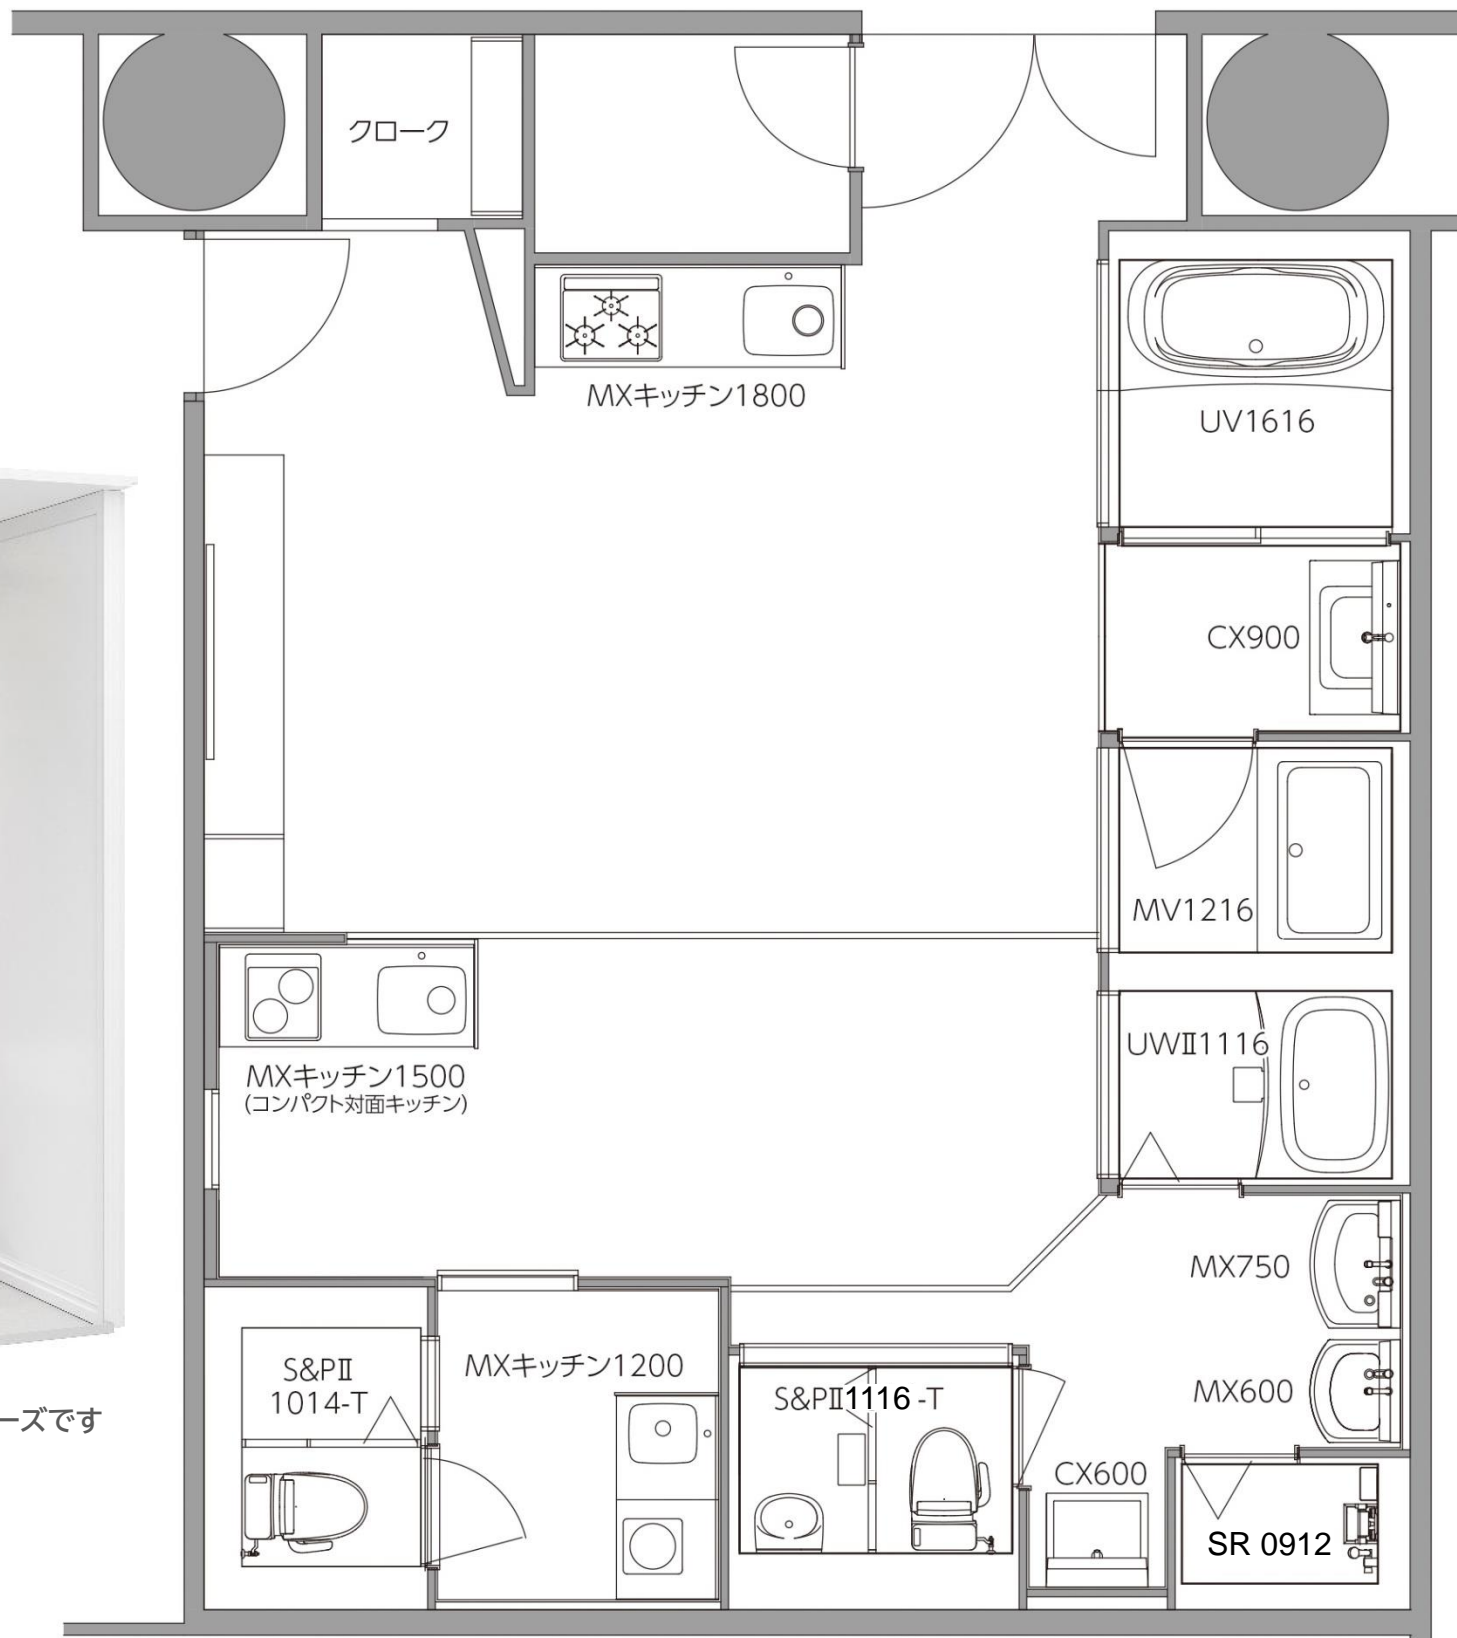 クローク
MXキッチン1800
UV1616
CX900
MV1216
UWⅡ1116
MXキッチン1500
(コンパクト対面キッチン)
MX750
S&PⅡ
1014-T
MXキッチン1200
S&PⅡ1116 -T
MX600
ーズです
CX600
SR 0912